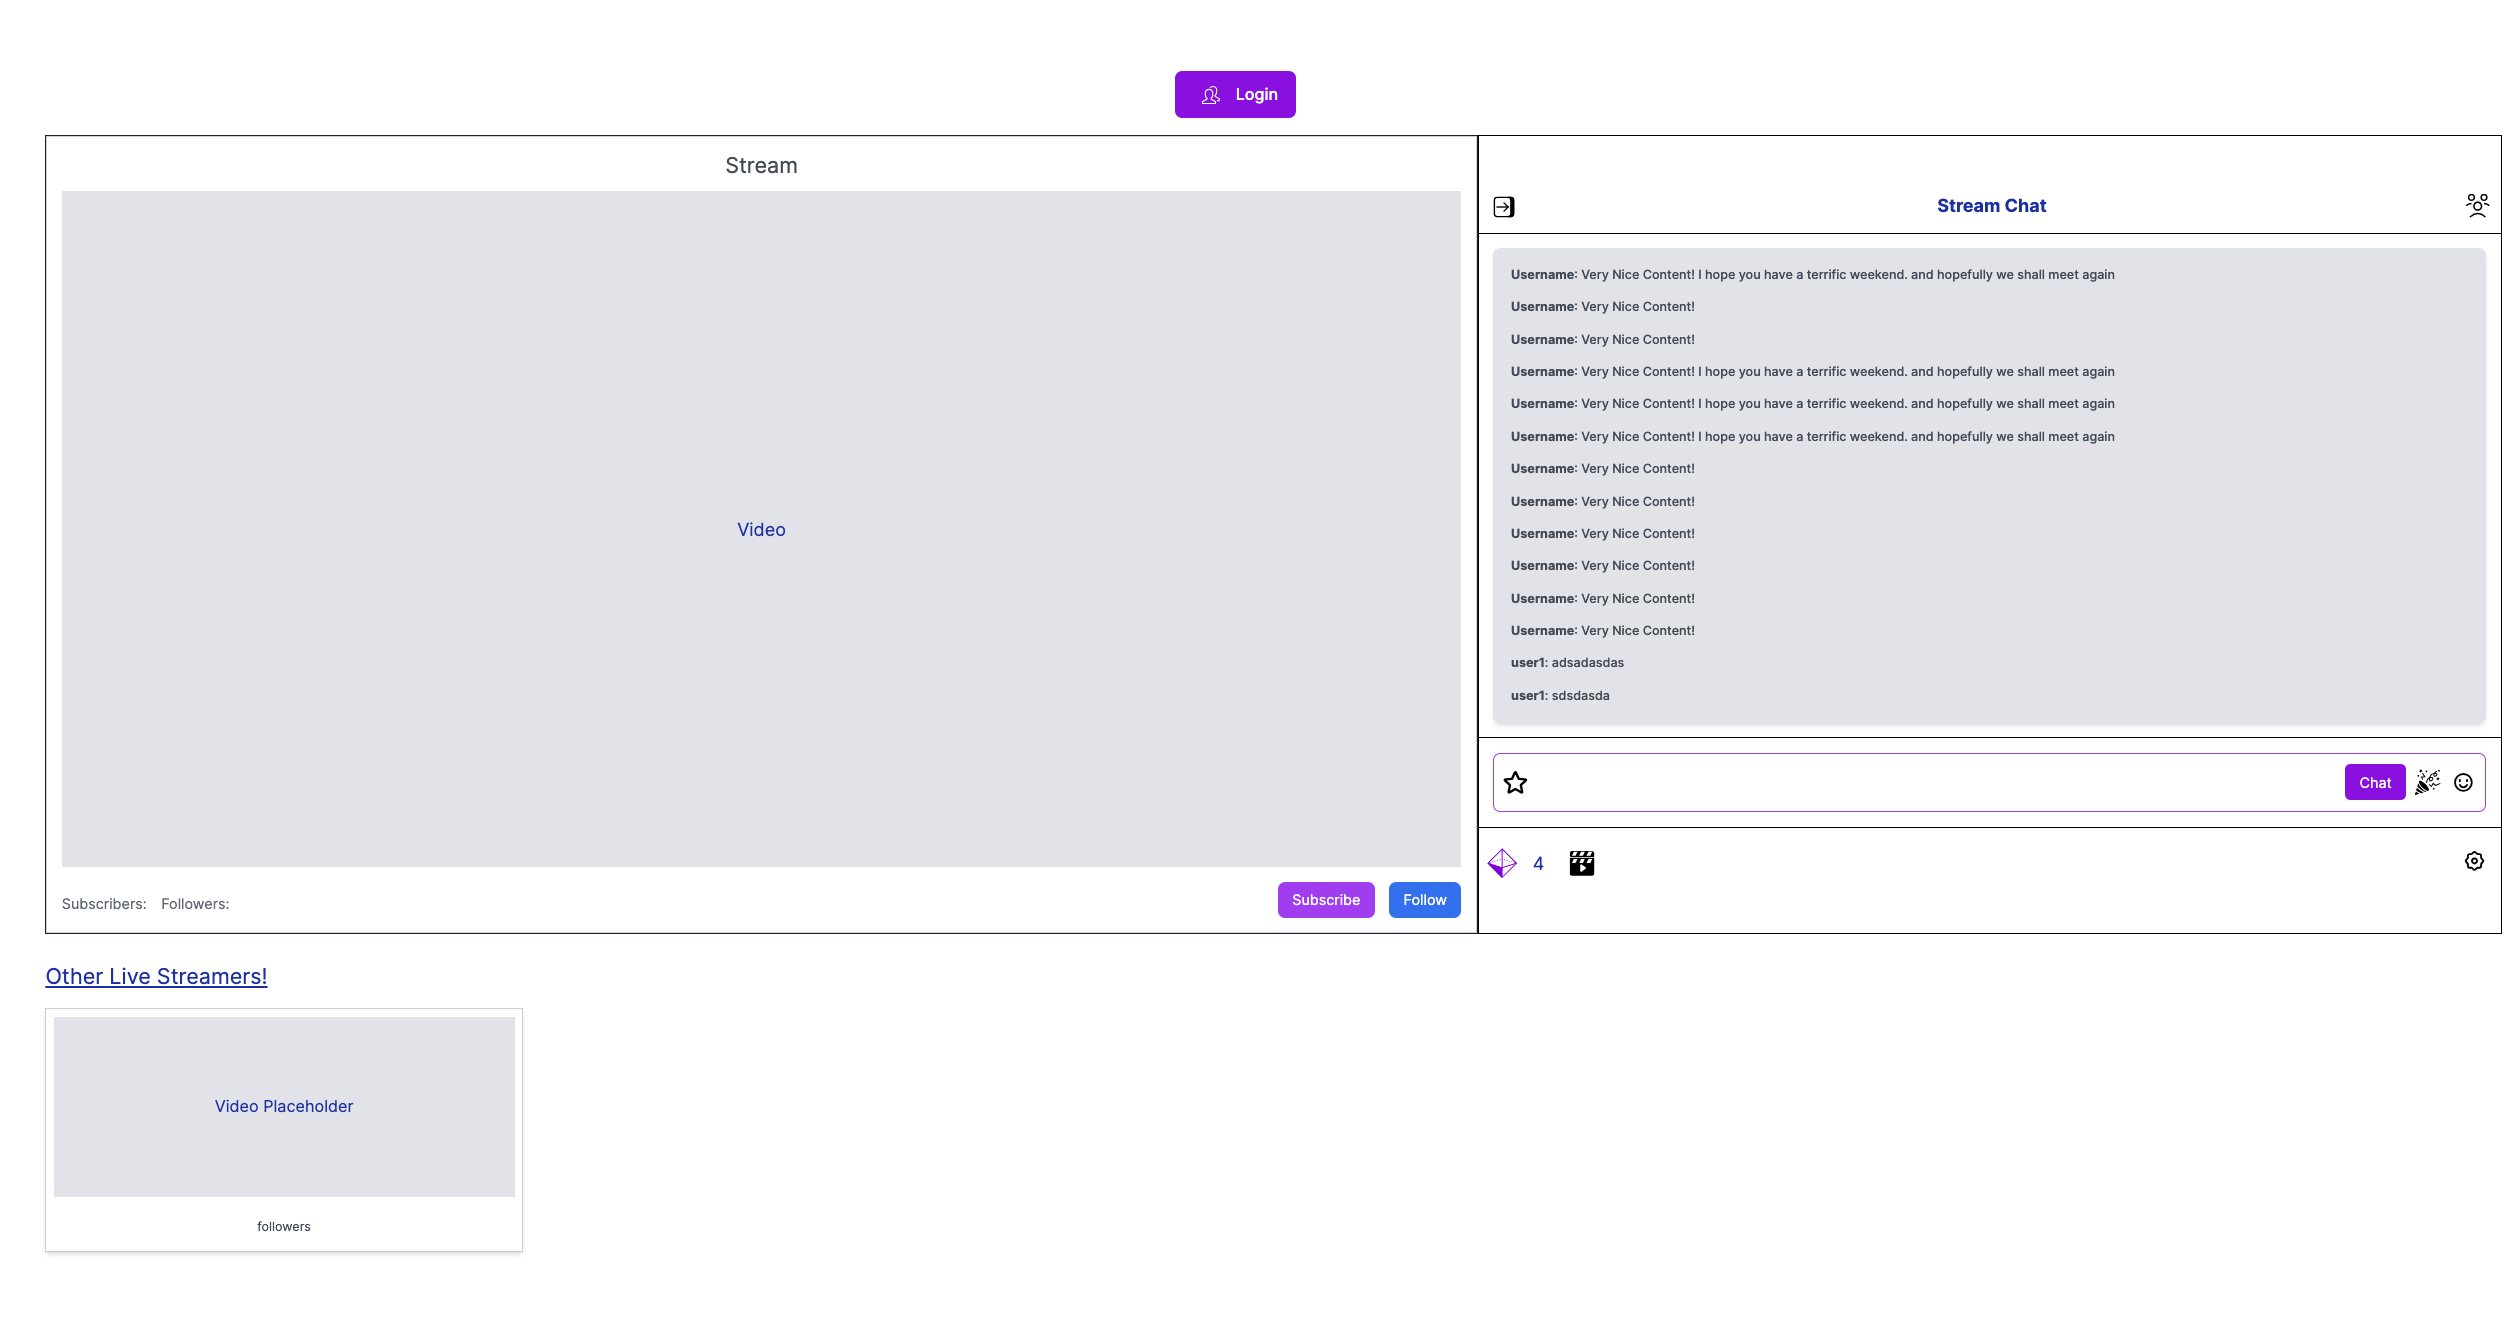 Login
Stream
Video
Subscribers: Followers:
Subscribe
Follow
Stream Chat
Username: Very Nice Content! I hope you have a terrific weekend. and hopefully we shall meet again
Username: Very Nice Content!
Username: Very Nice Content!
Username: Very Nice Content! I hope you have a terrific weekend. and hopefully we shall meet again
Username: Very Nice Content! I hope you have a terrific weekend. and hopefully we shall meet again
Username: Very Nice Content! I hope you have a terrific weekend. and hopefully we shall meet again
Username: Very Nice Content!
Username: Very Nice Content!
Username: Very Nice Content!
Username: Very Nice Content!
Username: Very Nice Content!
Username: Very Nice Content!
user1: adsadasdas
user1: sdsdasda
Chat
4
Other Live Streamers!
Video Placeholder
followers